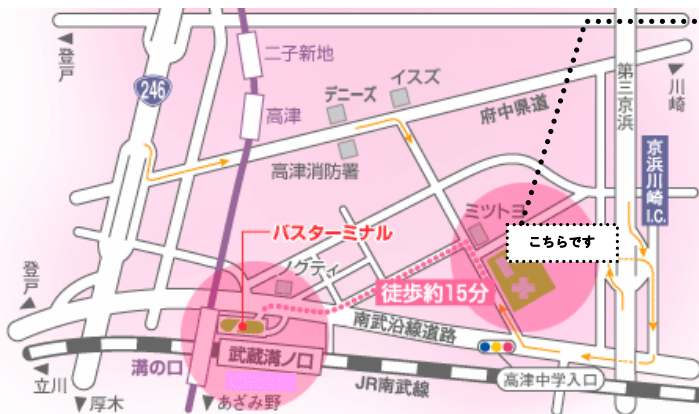 登戸
二子新地
246
デニーズ
イスズ
第三京浜
川崎
高津
府中県道
高津消防署
京浜川崎
I.C.
ミツトヨ
バスターミナル
こちらです
登戸
ノクティ
徒歩約15分
南武沿線道路
武蔵溝ノ口
溝の口
高津中学入口
立川
JR南武線
厚木
あざみ野